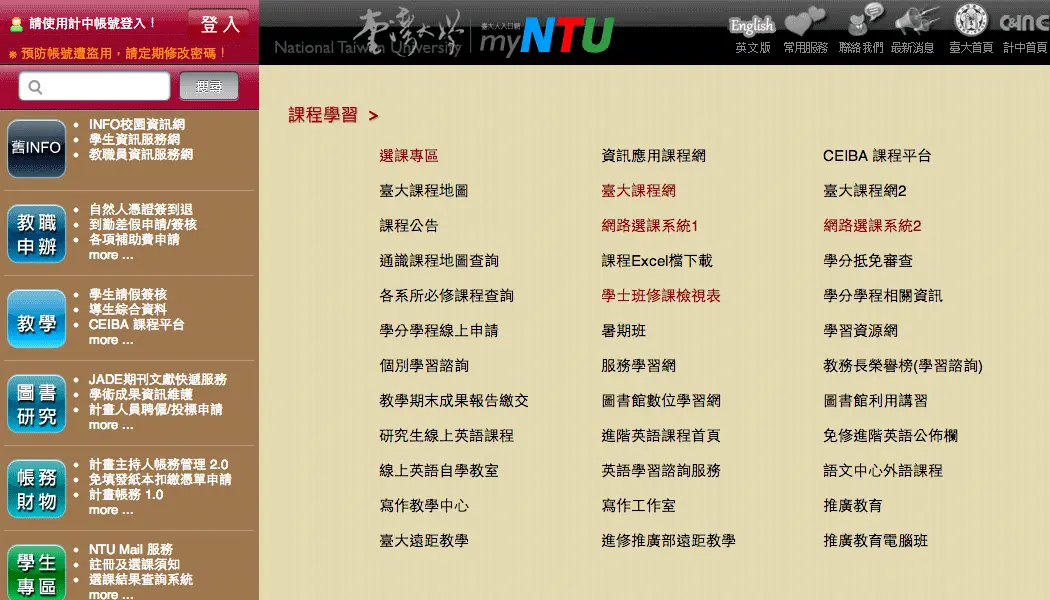 請使用計中帳號登入！
登入
※ 預防帳號遭盜用，請定期修改密碼！
搜尋
臺灣大學
National Taiwan University
臺大人入口網
myNTU
English
英文版
常用服務
聯絡我們
最新消息
臺大首頁
C&INC
計中首頁
舊INFO
• INFO校園資訊網
• 學生資訊服務網
• 教職員資訊服務網
教職
申辦
• 自然人憑證簽到退
• 到勤差假申請/簽核
• 各項補助費申請
more ...
教學
• 學生請假簽核
• 導生綜合資料
• CEIBA 課程平台
more ...
圖書
研究
• JADE期刊文獻快遞服務
• 學術成果資訊維護
• 計畫人員聘僱/投標申請
more ...
帳務
財物
• 計畫主持人帳務管理 2.0
• 免填發紙本扣繳憑單申請
• 計畫帳務 1.0
more ...
學生
專區
• NTU Mail 服務
• 註冊及選課須知
• 選課結果查詢系統
more ...
課程學習 >
選課專區 資訊應用課程網 CEIBA 課程平台
臺大課程地圖 臺大課程網 臺大課程網2
課程公告 網路選課系統1 網路選課系統2
通識課程地圖查詢 課程Excel檔下載 學分抵免審查
各系所必修課程查詢 學士班修課檢視表 學分學程相關資訊
學分學程線上申請 暑期班 學習資源網
個別學習諮詢 服務學習網 教務長榮譽榜(學習諮詢)
教學期末成果報告繳交 圖書館數位學習網 圖書館利用講習
研究生線上英語課程 進階英語課程首頁 免修進階英語公佈欄
線上英語自學教室 英語學習諮詢服務 語文中心外語課程
寫作教學中心 寫作工作室 推廣教育
臺大遠距教學 進修推廣部遠距教學 推廣教育電腦班